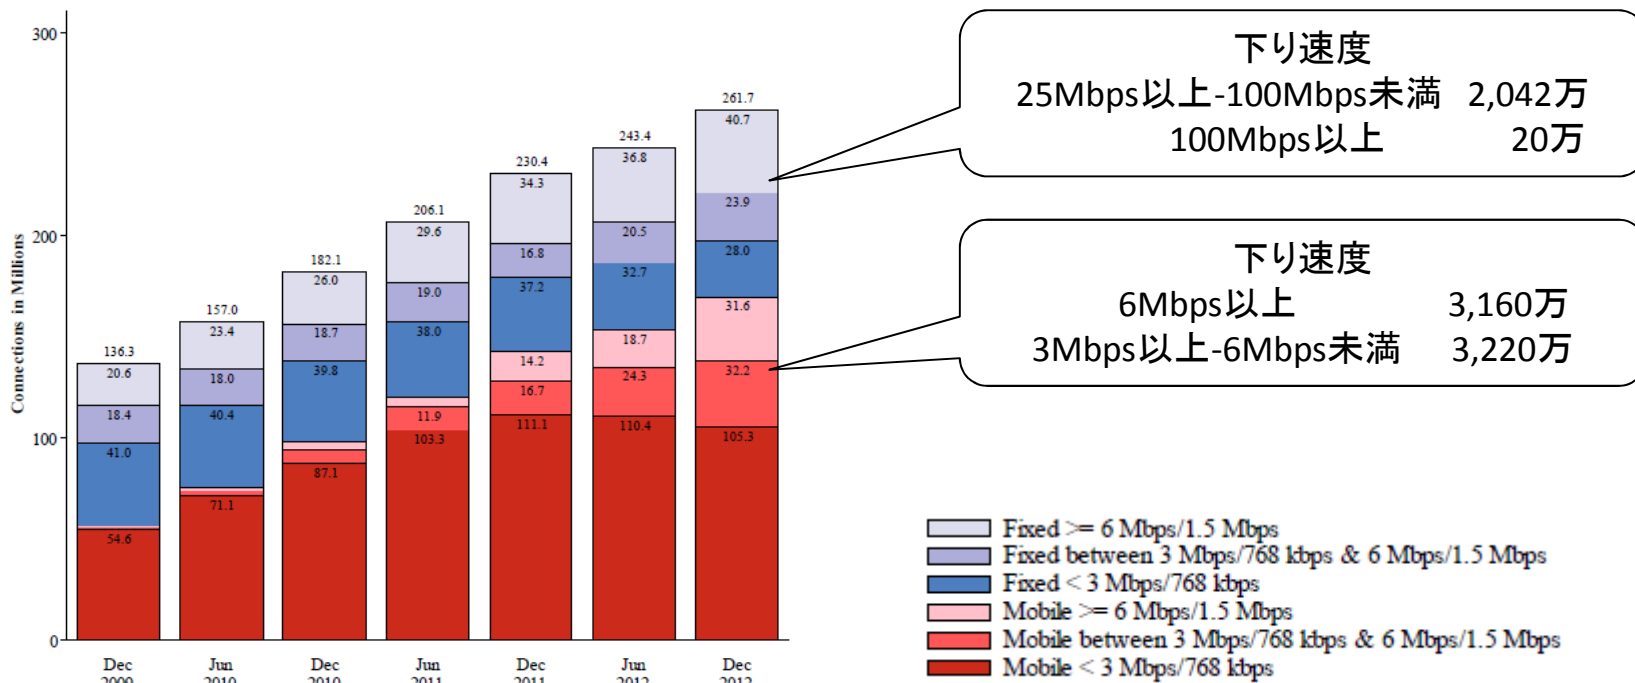 300
200
100
0
Connections in Millions
136.3
20.6
18.4
41.0
54.6
157.0
23.4
18.0
40.4
71.1
182.1
26.0
18.7
39.8
87.1
206.1
29.6
19.0
38.0
11.9
103.3
230.4
34.3
16.8
37.2
14.2
16.7
111.1
243.4
36.8
20.5
32.7
18.7
24.3
110.4
261.7
40.7
23.9
28.0
31.6
32.2
105.3
Dec
2009
Jun
2010
Dec
2010
Jun
2011
Dec
2011
Jun
2012
Dec
2012
下り速度
25Mbps以上-100Mbps未満 2,042万
100Mbps以上 20万
下り速度
6Mbps以上 3,160万
3Mbps以上-6Mbps未満 3,220万
Fixed >= 6 Mbps/1.5 Mbps
Fixed between 3 Mbps/768 kbps & 6 Mbps/1.5 Mbps
Fixed < 3 Mbps/768 kbps
Mobile >= 6 Mbps/1.5 Mbps
Mobile between 3 Mbps/768 kbps & 6 Mbps/1.5 Mbps
Mobile < 3 Mbps/768 kbps